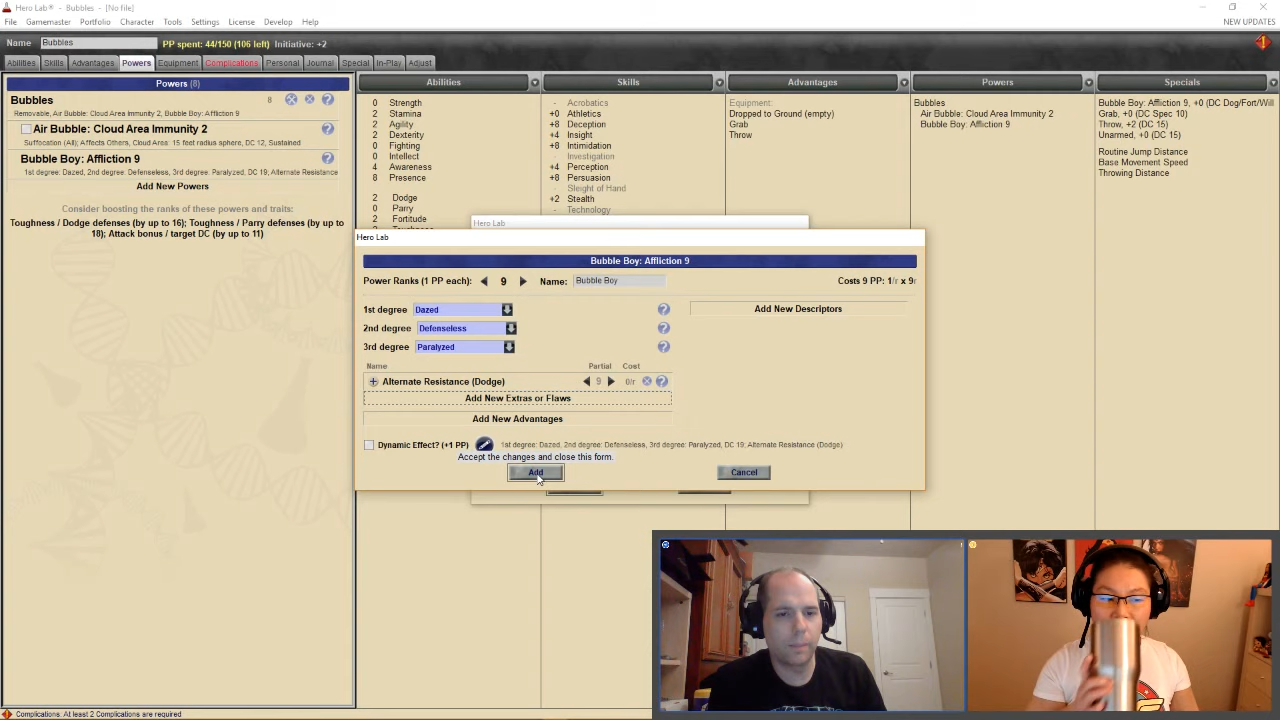 Hero Lab® - Bubbles - [No file]
File Gamemaster Portfolio Character Tools Settings License Develop Help
NEW UPDATES
Name Bubbles PP spent: 44/150 (106 left) Initiative: +2
Abilities Skills Advantages Powers Equipment Complications Personal Journal Special In-Play Adjust
Powers (8)
Bubbles 8
Removable, Air Bubble: Cloud Area Immunity 2, Bubble Boy: Affliction 9
Air Bubble: Cloud Area Immunity 2
Suffocation (All); Affects Others, Cloud Area: 15 feet radius sphere, DC 12, Sustained
Bubble Boy: Affliction 9
1st degree: Dazed, 2nd degree: Defenseless, 3rd degree: Paralyzed, DC 19; Alternate Resistance
Add New Powers
Consider boosting the ranks of these powers and traits:
Toughness / Dodge defenses (by up to 16); Toughness / Parry defenses (by up to
18); Attack bonus / target DC (by up to 11)
Abilities
0 Strength
2 Stamina
2 Agility
2 Dexterity
0 Fighting
0 Intellect
4 Awareness
8 Presence
2 Dodge
0 Parry
2 Fortitude
Skills
- Acrobatics
+0 Athletics
+8 Deception
+4 Insight
+8 Intimidation
- Investigation
+4 Perception
+8 Persuasion
- Sleight of Hand
+2 Stealth
- Technology
Advantages
Equipment:
Dropped to Ground (empty)
Grab
Throw
Powers
Bubbles
Air Bubble: Cloud Area Immunity 2
Bubble Boy: Affliction 9
Specials
Bubble Boy: Affliction 9, +0 (DC Dog/Fort/Will
Grab, +0 (DC Spec 10)
Throw, +2 (DC 15)
Unarmed, +0 (DC 15)
Routine Jump Distance
Base Movement Speed
Throwing Distance
Hero Lab
Hero Lab
Bubble Boy: Affliction 9
Power Ranks (1 PP each): 9 Name: Bubble Boy Costs 9 PP: 1/r x 9r
1st degree Dazed
2nd degree Defenseless
3rd degree Paralyzed
Add New Descriptors
Name Partial Cost
Alternate Resistance (Dodge) 9 0/r
Add New Extras or Flaws
Add New Advantages
Dynamic Effect? (+1 PP) 1st degree: Dazed, 2nd degree: Defenseless, 3rd degree: Paralyzed, DC 19; Alternate Resistance (Dodge)
Accept the changes and close this form.
Add Cancel
Complications: At least 2 Complications are required